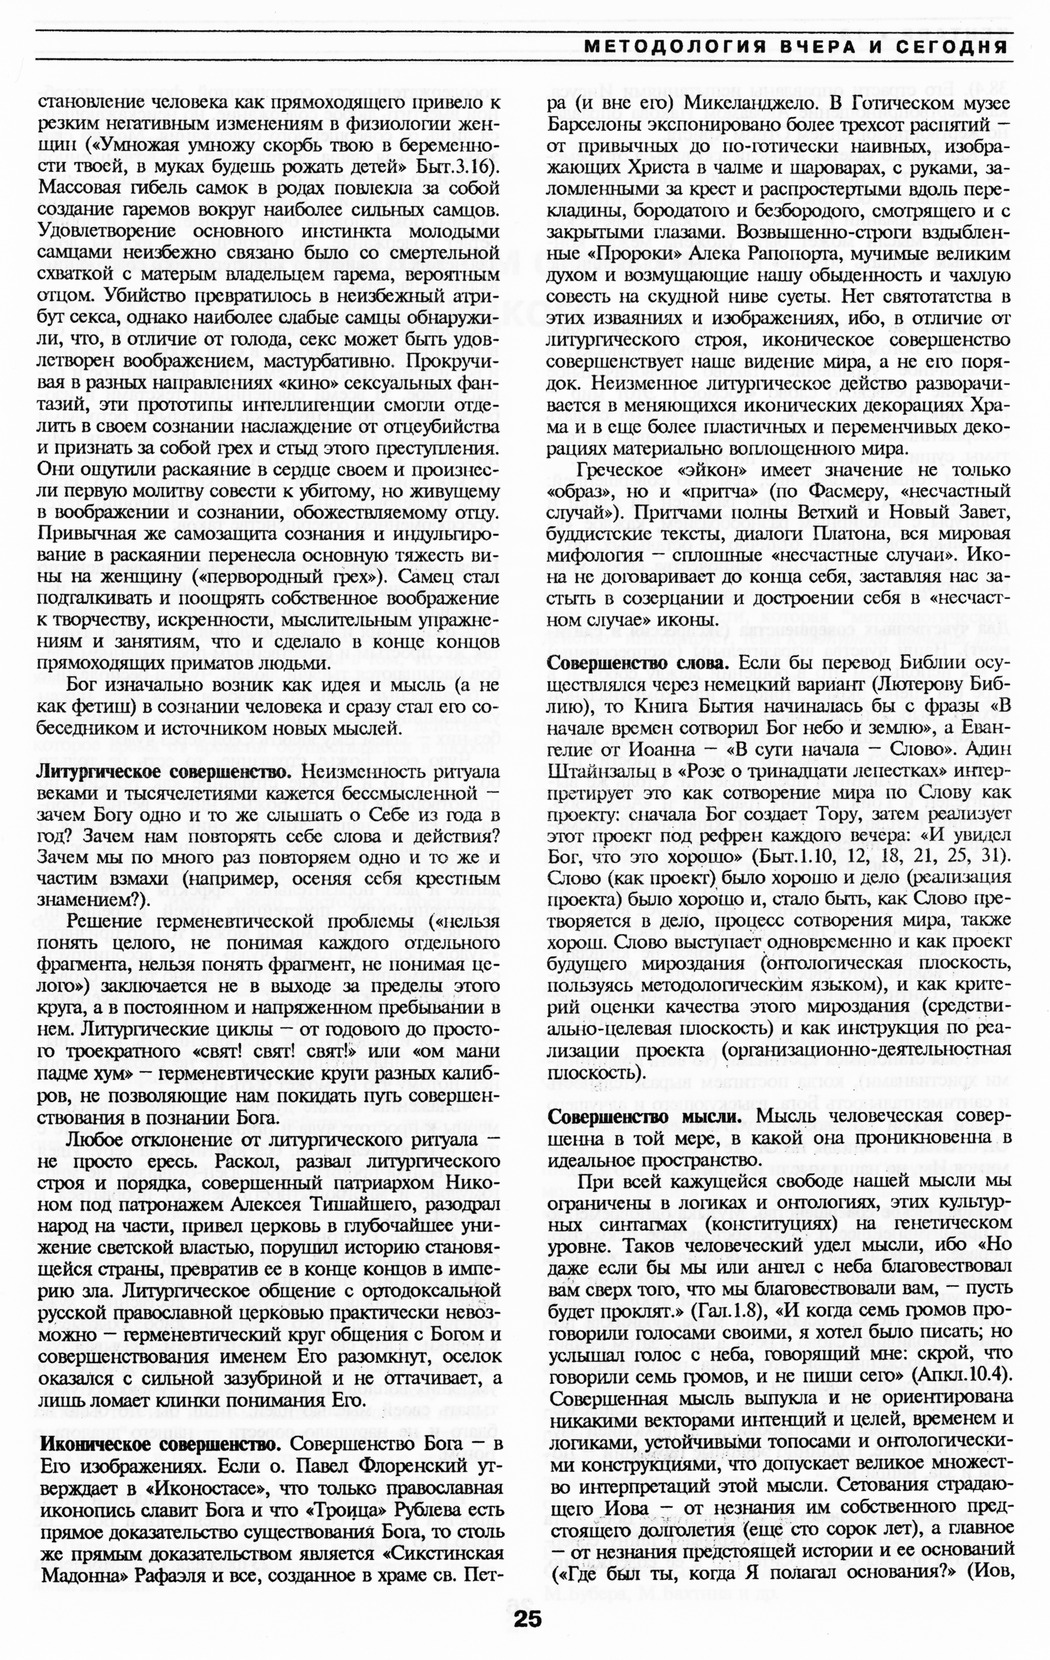 МЕТОДОЛОГИЯ ВЧЕРА И СЕГОДНЯ
становление человека как прямоходящего привело к
резким негативным изменениям в физиологии жен-
щин («Умножая умножу скорбь твою в беременно-
сти твоей, в муках будешь рожать детей» Быт.3.16).
Массовая гибель самок в родах повлекла за собой
создание гаремов вокруг наиболее сильных самцов.
Удовлетворение основного инстинкта молодыми
самцами неизбежно связано было со смертельной
схваткой с матерым владельцем гарема, вероятным
отцом. Убийство превратилось в неизбежный атри-
бут секса, однако наиболее слабые самцы обнаружи-
ли, что, в отличие от голода, секс может быть удов-
летворен воображением, мастурбативно. Прокручи-
вая в разных направлениях «кино» сексуальных фан-
тазий, эти прототипы интеллигенции смогли отде-
лить в своем сознании наслаждение от отцеубийства
и признать за собой грех и стыд этого преступления.
Они ощутили раскаяние в сердце своем и произнес-
ли первую молитву совести к убитому, но живущему
в воображении и сознании, обожествляемому отцу.
Привычная же самозащита сознания и индульгиро-
вание в раскаянии перенесла основную тяжесть ви-
ны на женщину («первородный грех»). Самец стал
подталкивать и поощрять собственное воображение
к творчеству, искренности, мыслительным упражне-
ниям и занятиям, что и сделало в конце концов
прямоходящих приматов людьми.
Бог изначально возник как идея и мысль (а не
как фетиш) в сознании человека и сразу стал его со-
беседником и источником новых мыслей.
Литургическое совершенство. Неизменность ритуала
веками и тысячелетиями кажется бессмысленной —
зачем Богу одно и то же слышать о Себе из года в
год? Зачем нам повторять себе слова и действия?
Зачем мы по много раз повторяем одно и то же и
частим взмахи (например, осеняя себя крестным
знамением?).
Решение герменевтической проблемы («нельзя
понять целого, не понимая каждого отдельного
фрагмента, нельзя понять фрагмент, не понимая це-
лого») заключается не в выходе за пределы этого
круга, а в постоянном и напряженном пребывании в
нем. Литургические циклы — от годового до просто-
го троекратного «свят! свят! свят!» или «ом мани
падме хум» — герменевтические круги разных калиб-
ров, не позволяющие нам покидать путь совершен-
ствования в познании Бога.
Любое отклонение от литургического ритуала —
не просто ересь. Раскол, развал литургического
строя и порядка, совершенный патриархом Нико-
ном под патронажем Алексея Тишайшего, разодрал
народ на части, привел церковь в глубочайшее уни-
жение светской властью, порушил историю становя-
щейся страны, превратив ее в конце концов в импе-
рию зла. Литургическое общение с ортодоксальной
русской православной церковью практически невоз-
можно — герменевтический круг общения с Богом и
совершенствования именем Его разомкнут, оселок
оказался с сильной зазубриной и не оттачивает, а
лишь ломает клинки понимания Его.
Иконическое совершенство. Совершенство Бога — в
Его изображениях. Если о. Павел Флоренский ут-
верждает в «Иконостасе», что только православная
иконопись славит Бога и что «Троица» Рублева есть
прямое доказательство существования Бога, то столь
же прямым доказательством является «Сикстинская
Мадонна» Рафаэля и все, созданное в храме св. Пет-
ра (и вне его) Микеланджело. В Готическом музее
Барселоны экспонировано более трехсот распятий —
от привычных до по-готически наивных, изобра-
жающих Христа в чалме и шароварах, с руками, за-
ломленными за крест и распростертыми вдоль пере-
кладины, бородатого и безбородого, смотрящего и с
закрытыми глазами. Возвышенно-строги вздыблен-
ные «Пророки» Алека Рапопорта, мучимые великим
духом и возмущающие нашу обыденность и чахлую
совесть на скудной ниве суеты. Нет святотатства в
этих изваяниях и изображениях, ибо, в отличие от
литургического строя, иконическое совершенство
совершенствует наше видение мира, а не его поря-
док. Неизменное литургическое действо разворачи-
вается в меняющихся иконических декорациях Хра-
ма и в еще более пластичных и переменчивых деко-
рациях материально воплощенного мира.
Греческое «эйкон» имеет значение не только
«образ», но и «притча» (по Фасмеру, «несчастный
случай»). Притчами полны Ветхий и Новый Завет,
буддистские тексты, диалоги Платона, вся мировая
мифология — сплошные «несчастные случаи». Ико-
на не договаривает до конца себя, заставляя нас за-
стыть в созерцании и достроении себя в «несчаст-
ном случае» иконы.
Совершенство слова. Если бы перевод Библии осу-
ществлялся через немецкий вариант (Лютерову Биб-
лию), то Книга Бытия начиналась бы с фразы «В
начале времен сотворил Бог небо и землю», а Еван-
гелие от Иоанна — «В сути начала — Слово». Адин
Штайнзальц в «Розе о тринадцати лепестках» интер-
претирует это как сотворение мира по Слову как
проекту: сначала Бог создает Тору, затем реализует
этот проект под рефрен каждого вечера: «И увидел
Бог, что это хорошо» (Быт.1.10, 12, 18, 21, 25, 31).
Слово (как проект) было хорошо и дело (реализация
проекта) было хорошо и, стало быть, как Слово пре-
творяется в дело, процесс сотворения мира, также
хорош. Слово выступает одновременно и как проект
будущего мироздания (онтологическая плоскость,
пользуясь методологическим языком), и как крите-
рий оценки качества этого мироздания (средстви-
ально-целевая плоскость) и как инструкция по реа-
лизации проекта (организационно-деятельностная
плоскость).
Совершенство мысли. Мысль человеческая совер-
шенна в той мере, в какой она проникновенна в
идеальное пространство.
При всей кажущейся свободе нашей мысли мы
ограничены в логиках и онтологиях, этих культур-
ных синтагмах (конституциях) на генетическом
уровне. Таков человеческий удел мысли, ибо «Но
даже если бы мы или ангел с неба благовествовал
вам сверх того, что мы благовествовали вам, — пусть
будет проклят.» (Гал.1.8), «И когда семь громов про-
говорили голосами своими, я хотел было писать; но
услышал голос с неба, говорящий мне: скрой, что
говорили семь громов, и не пиши сего» (Апкл.10.4).
Совершенная мысль выпукла и не ориентирована
никакими векторами интенций и целей, временем и
логиками, устойчивыми топосами и онтологически-
ми конструкциями, что допускает великое множест-
во интерпретаций этой мысли. Сетования страдаю-
щего Иова — от незнания им собственного пред-
стоящего долголетия (еще сто сорок лет), а главное
— от незнания предстоящей истории и ее оснований
(«Где был ты, когда Я полагал основания?» (Иов,
25